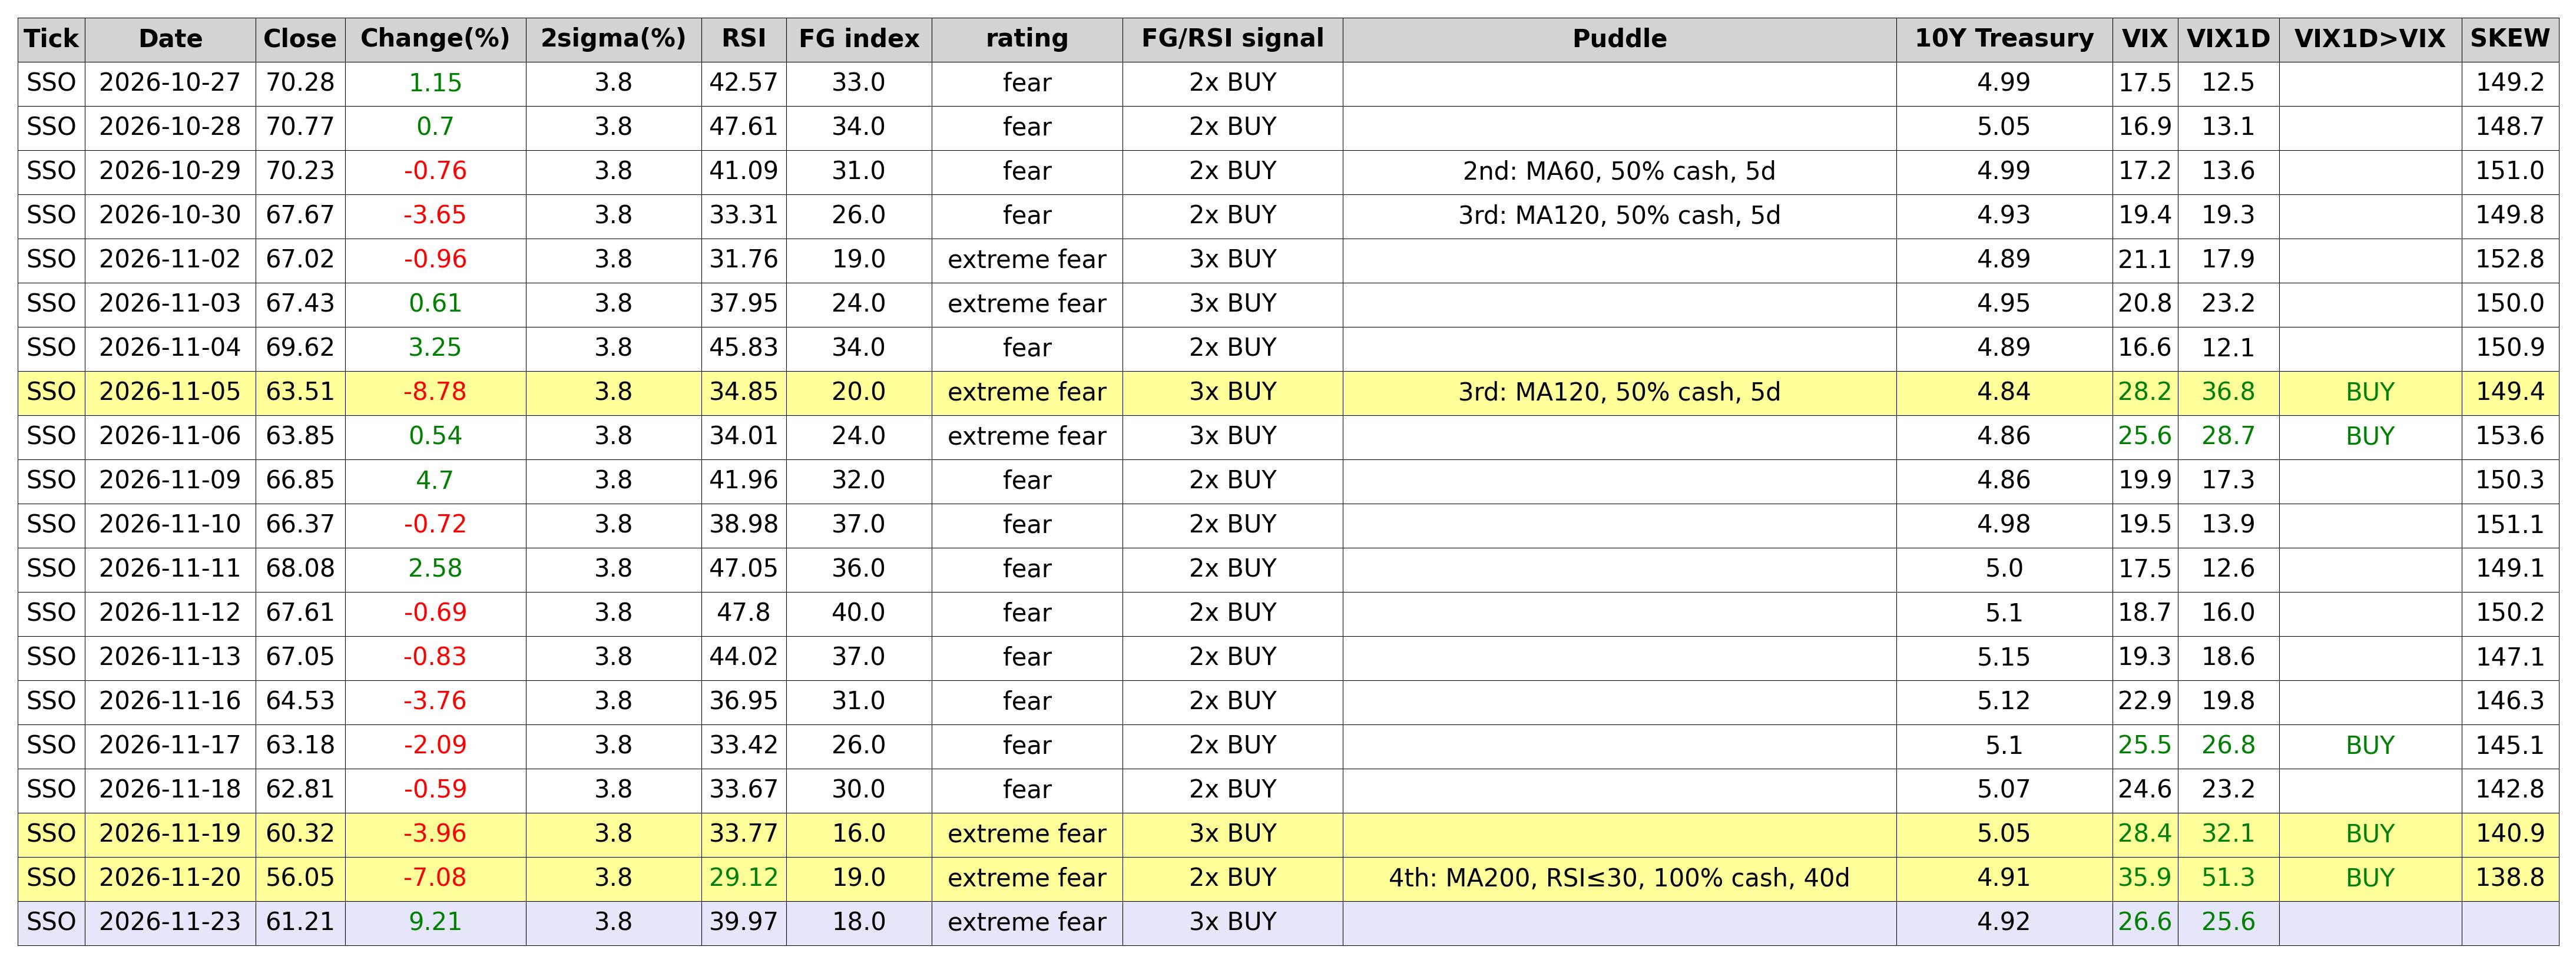 Tick Date Close Change(%) 2sigma(%) RSI FG index rating FG/RSI signal Puddle 10Y Treasury VIX VIX1D VIX1D>VIX SKEW
SSO 2026-10-27 70.28 1.15 3.8 42.57 33.0 fear 2x BUY 4.99 17.5 12.5 149.2
SSO 2026-10-28 70.77 0.7 3.8 47.61 34.0 fear 2x BUY 5.05 16.9 13.1 148.7
SSO 2026-10-29 70.23 -0.76 3.8 41.09 31.0 fear 2x BUY 2nd: MA60, 50% cash, 5d 4.99 17.2 13.6 151.0
SSO 2026-10-30 67.67 -3.65 3.8 33.31 26.0 fear 2x BUY 3rd: MA120, 50% cash, 5d 4.93 19.4 19.3 149.8
SSO 2026-11-02 67.02 -0.96 3.8 31.76 19.0 extreme fear 3x BUY 4.89 21.1 17.9 152.8
SSO 2026-11-03 67.43 0.61 3.8 37.95 24.0 extreme fear 3x BUY 4.95 20.8 23.2 150.0
SSO 2026-11-04 69.62 3.25 3.8 45.83 34.0 fear 2x BUY 4.89 16.6 12.1 150.9
SSO 2026-11-05 63.51 -8.78 3.8 34.85 20.0 extreme fear 3x BUY 3rd: MA120, 50% cash, 5d 4.84 28.2 36.8 BUY 149.4
SSO 2026-11-06 63.85 0.54 3.8 34.01 24.0 extreme fear 3x BUY 4.86 25.6 28.7 BUY 153.6
SSO 2026-11-09 66.85 4.7 3.8 41.96 32.0 fear 2x BUY 4.86 19.9 17.3 150.3
SSO 2026-11-10 66.37 -0.72 3.8 38.98 37.0 fear 2x BUY 4.98 19.5 13.9 151.1
SSO 2026-11-11 68.08 2.58 3.8 47.05 36.0 fear 2x BUY 5.0 17.5 12.6 149.1
SSO 2026-11-12 67.61 -0.69 3.8 47.8 40.0 fear 2x BUY 5.1 18.7 16.0 150.2
SSO 2026-11-13 67.05 -0.83 3.8 44.02 37.0 fear 2x BUY 5.15 19.3 18.6 147.1
SSO 2026-11-16 64.53 -3.76 3.8 36.95 31.0 fear 2x BUY 5.12 22.9 19.8 146.3
SSO 2026-11-17 63.18 -2.09 3.8 33.42 26.0 fear 2x BUY 5.1 25.5 26.8 BUY 145.1
SSO 2026-11-18 62.81 -0.59 3.8 33.67 30.0 fear 2x BUY 5.07 24.6 23.2 142.8
SSO 2026-11-19 60.32 -3.96 3.8 33.77 16.0 extreme fear 3x BUY 5.05 28.4 32.1 BUY 140.9
SSO 2026-11-20 56.05 -7.08 3.8 29.12 19.0 extreme fear 2x BUY 4th: MA200, RSI≤30, 100% cash, 40d 4.91 35.9 51.3 BUY 138.8
SSO 2026-11-23 61.21 9.21 3.8 39.97 18.0 extreme fear 3x BUY 4.92 26.6 25.6